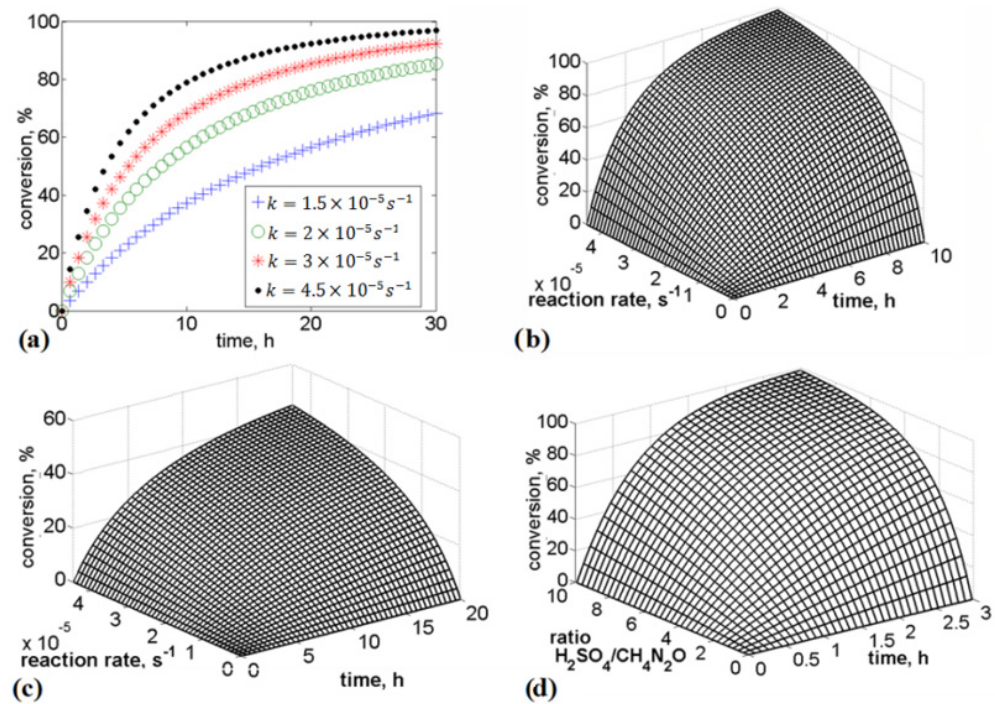 100
80
60
40
20
0
conversion, %
0 10 20 30
time, h
k = 1.5 × 10⁻⁵s⁻¹
k = 2 × 10⁻⁵s⁻¹
k = 3 × 10⁻⁵s⁻¹
k = 4.5 × 10⁻⁵s⁻¹
(a)
100
80
60
40
20
0
conversion, %
4 3 2 1 0
x 10⁻⁵
reaction rate, s⁻¹
0 2 4 6 8 10
time, h
(b)
60
40
20
0
conversion, %
4 3 2 1 0
x 10⁻⁵
reaction rate, s⁻¹
0 5 10 15 20
time, h
(c)
100
80
60
40
20
0
conversion, %
10 8 6 4 2 0
ratio
H₂SO₄/CH₄N₂O
0 0.5 1 1.5 2 2.5 3
time, h
(d)